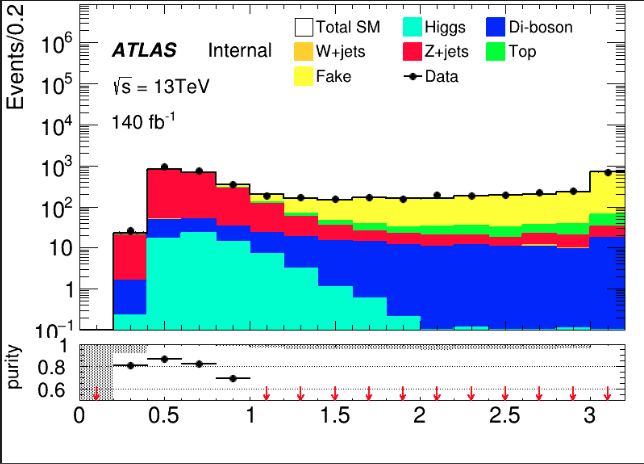 Events/0.2
10⁶
10⁵
10⁴
10³
10²
10
1
10⁻¹
ATLAS Internal
√s = 13TeV
140 fb⁻¹
Total SM Higgs Di-boson
W+jets Z+jets Top
Fake Data
purity
1
0.8
0.6
0 0.5 1 1.5 2 2.5 3